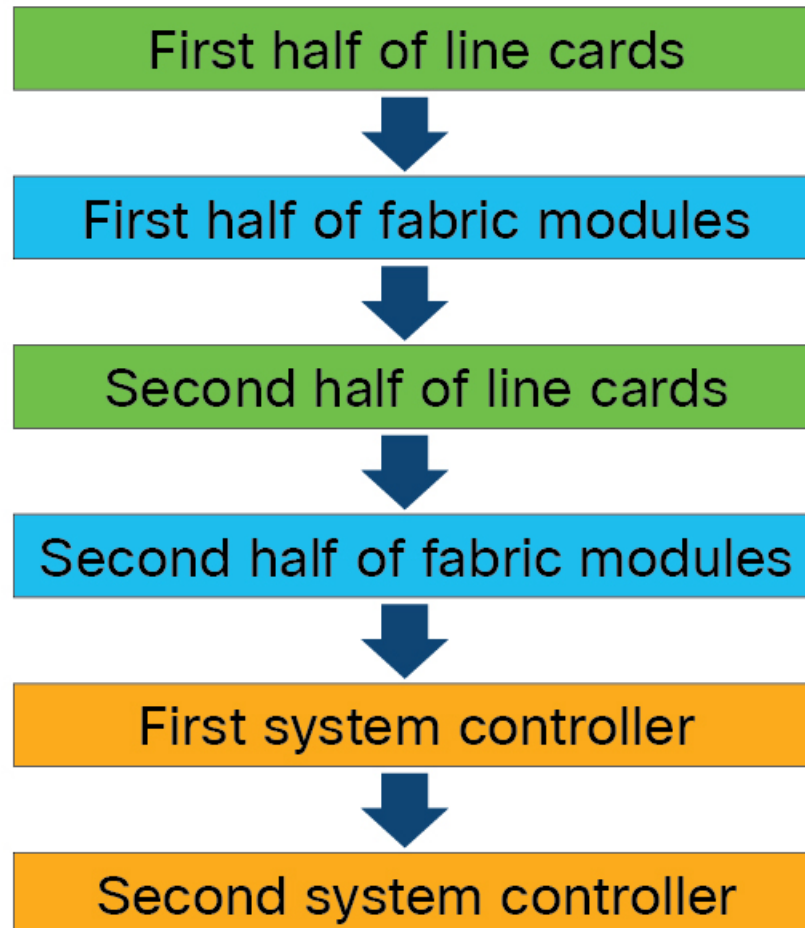 First half of line cards
First half of fabric modules
Second half of line cards
Second half of fabric modules
First system controller
Second system controller